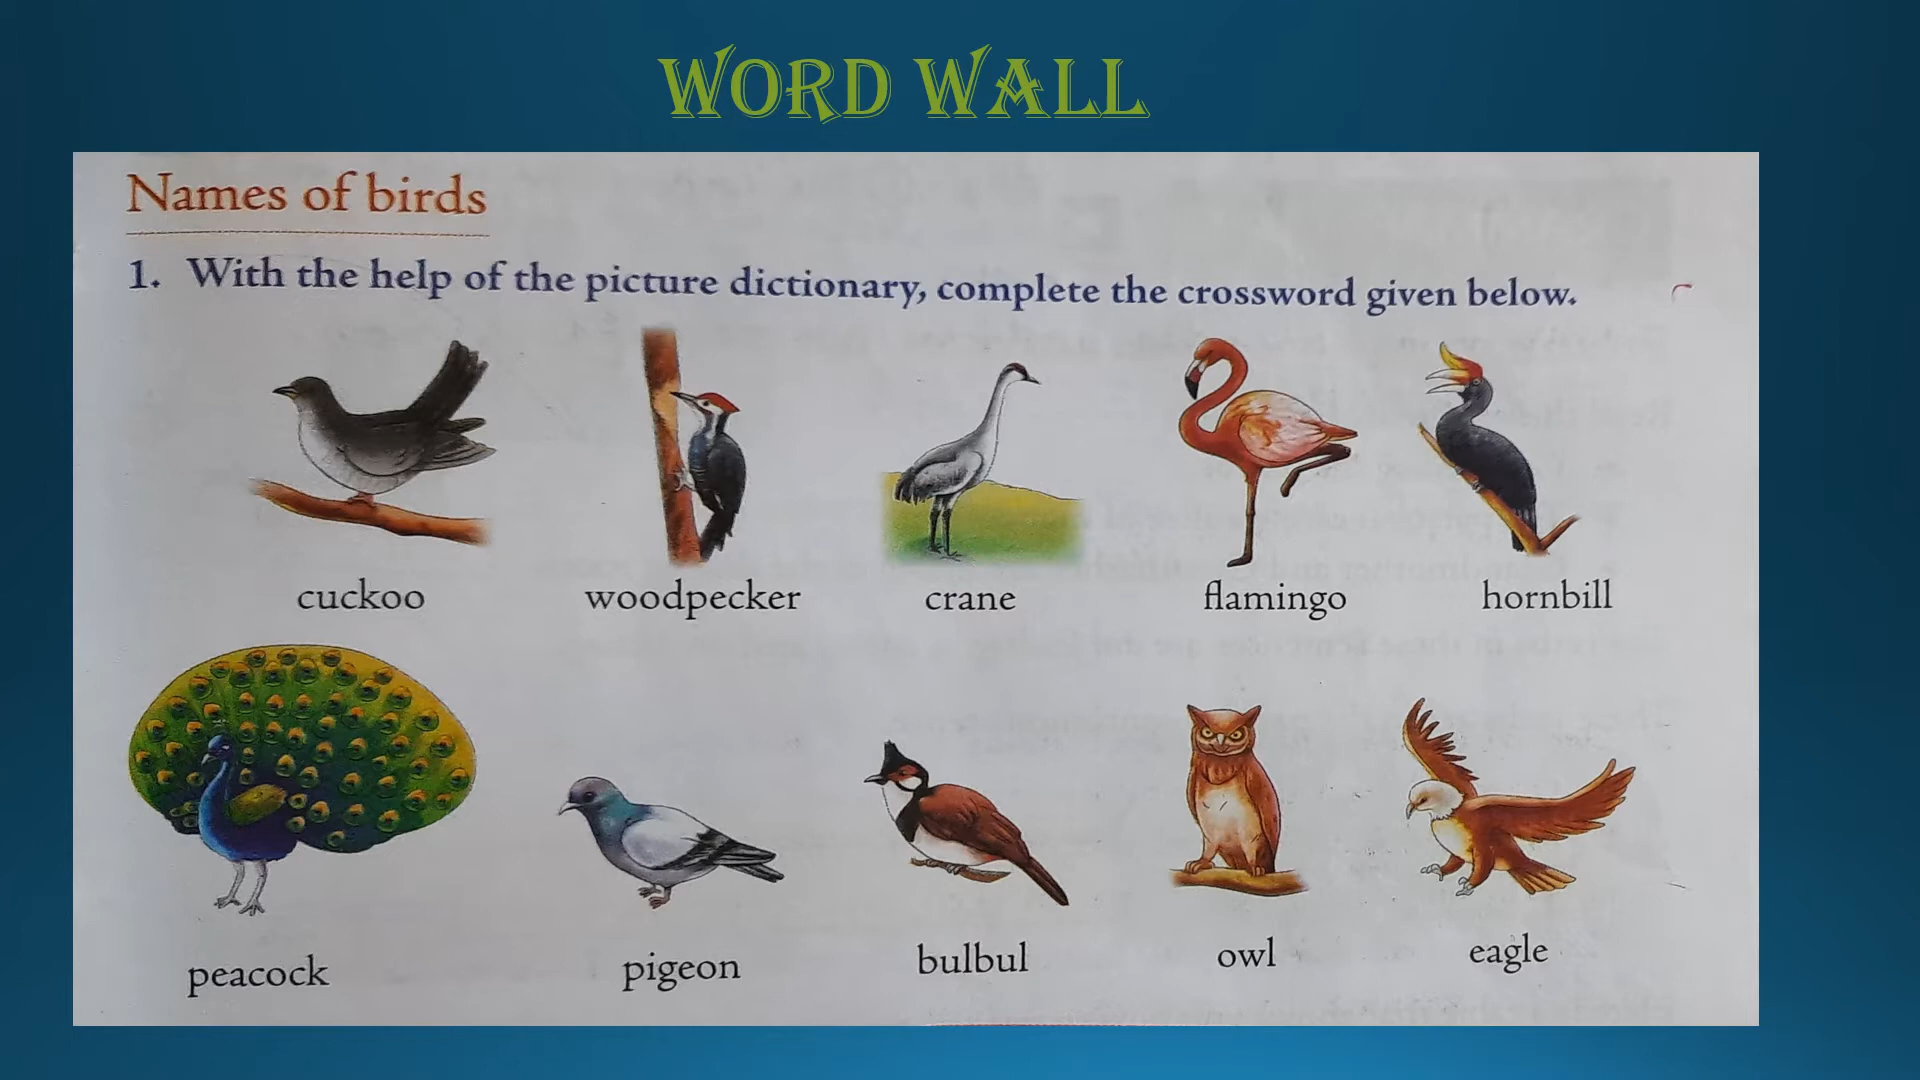 WORD WALL
Names of birds
1. With the help of the picture dictionary, complete the crossword given below.
cuckoo woodpecker crane flamingo hornbill
peacock pigeon bulbul owl eagle